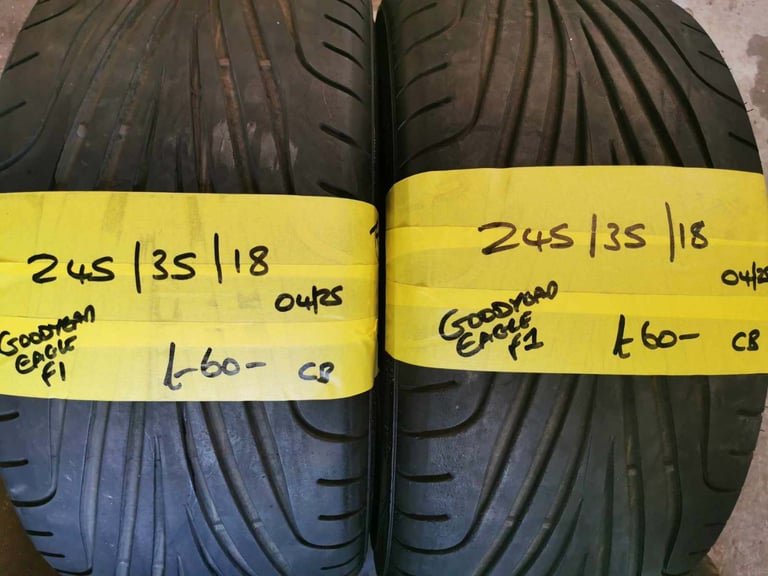 245/35/18
04/25
GOODYEAR
EAGLE
F1
£60-
CB
245/35/18
04/25
GOODYEAR
EAGLE
F1
£60-
CB